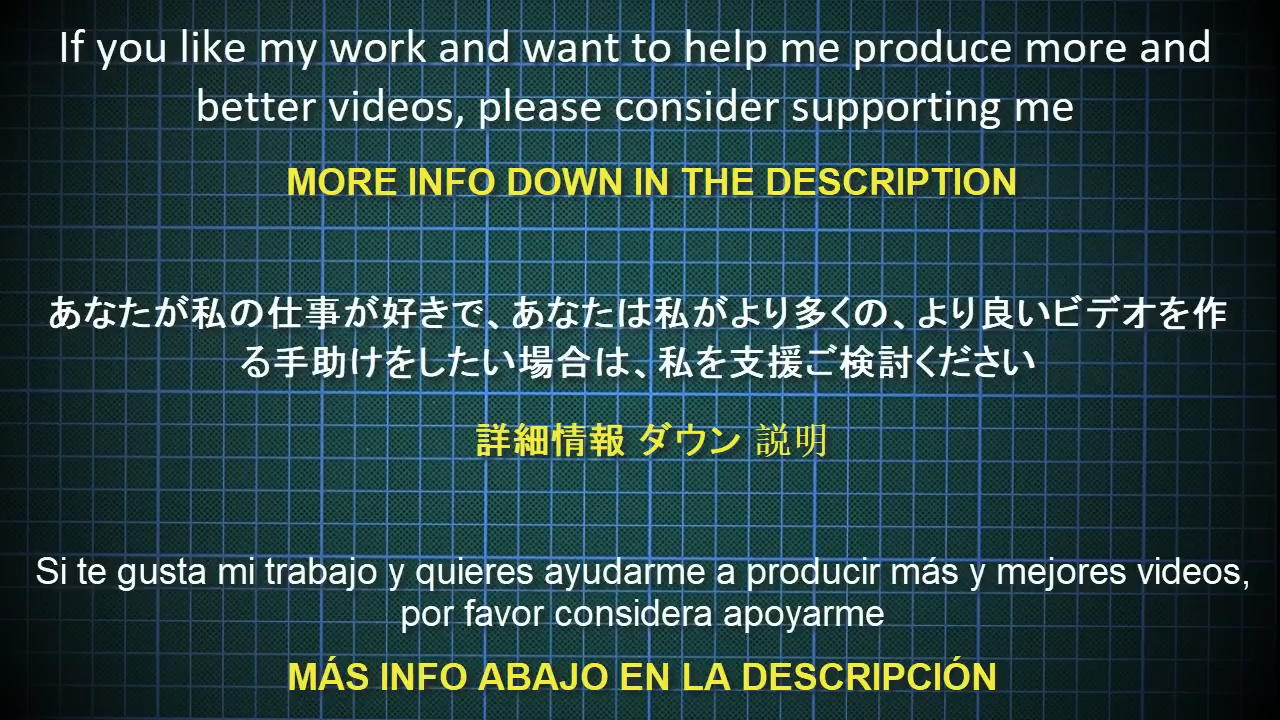 If you like my work and want to help me produce more and
better videos, please consider supporting me
MORE INFO DOWN IN THE DESCRIPTION
あなたが私の仕事が好きで、あなたは私がより多くの、より良いビデオを作
る手助けをしたい場合は、私を支援ご検討ください
詳細情報 ダウン 説明
Si te gusta mi trabajo y quieres ayudarme a producir más y mejores videos,
por favor considera apoyarme
MÁS INFO ABAJO EN LA DESCRIPCIÓN